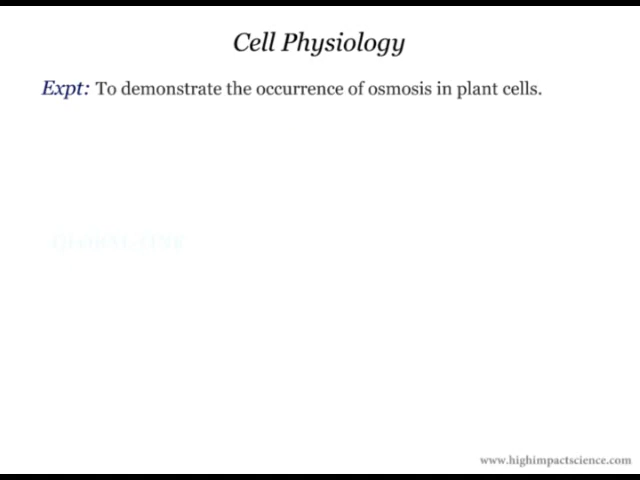 Cell Physiology
Expt: To demonstrate the occurrence of osmosis in plant cells.
www.highimpactscience.com